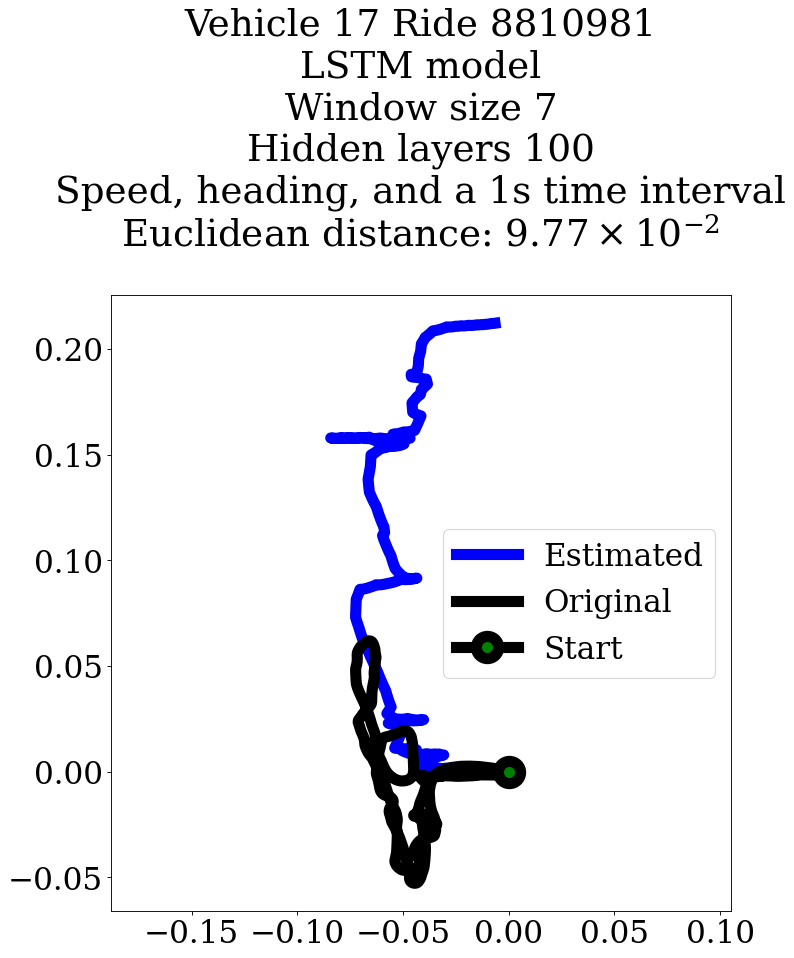 Vehicle 17 Ride 8810981
LSTM model
Window size 7
Hidden layers 100
Speed, heading, and a 1s time interval
Euclidean distance: 9.77 × 10⁻²
0.20
0.15
0.10
0.05
0.00
−0.05
Estimated
Original
Start
−0.15 −0.10 −0.05 0.00 0.05 0.10